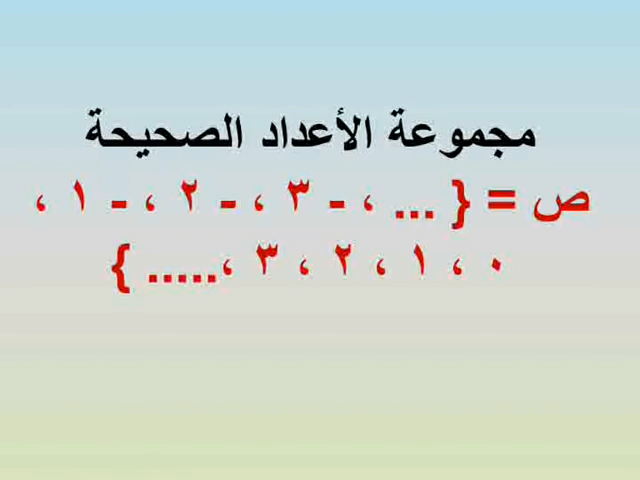 مجموعة الأعداد الصحيحة
ص = { ... ، - ٣ ، - ٢ ، - ١ ،
٠ ، ١ ، ٢ ، ٣ ،..... }